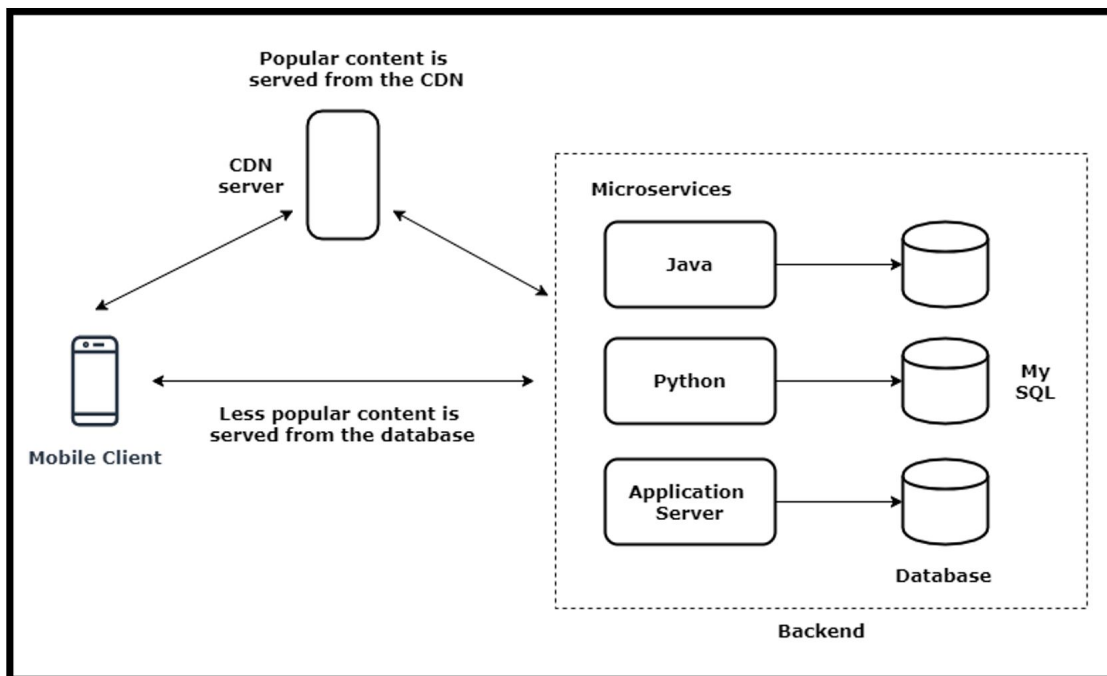 Popular content is
served from the CDN
CDN
server
Microservices
Java
Python
My
SQL
Less popular content is
served from the database
Mobile Client
Application
Server
Database
Backend